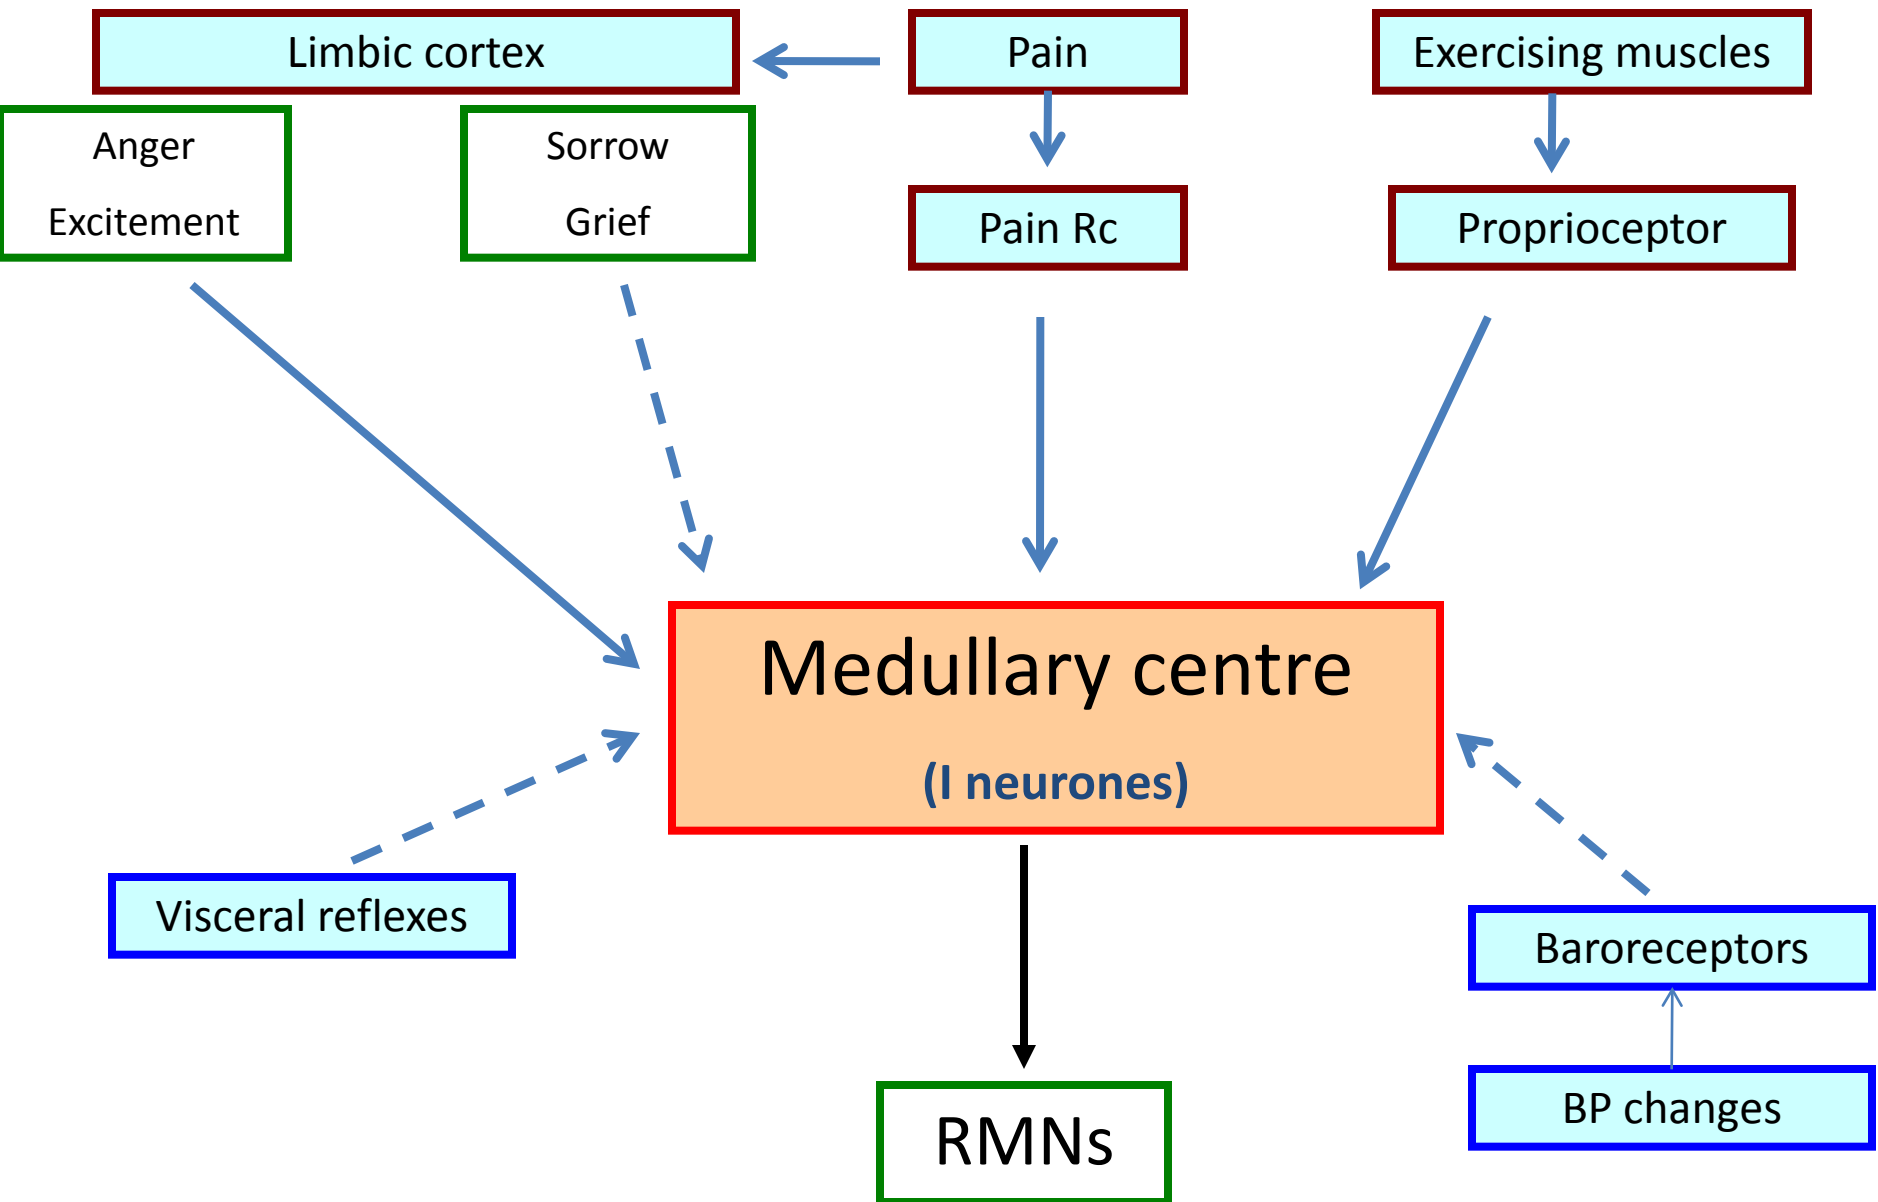 Limbic cortex
Pain
Exercising muscles
Anger
Excitement
Sorrow
Grief
Pain Rc
Proprioceptor
Medullary centre
(I neurones)
Visceral reflexes
Baroreceptors
BP changes
RMNs